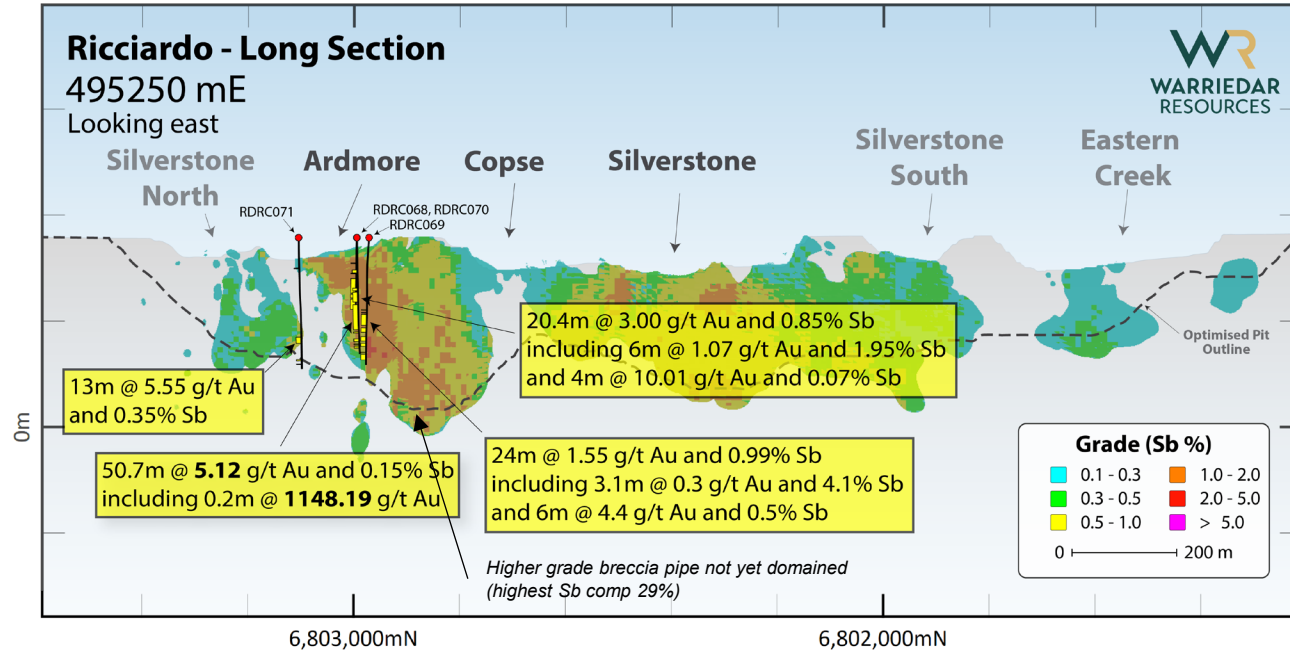 Ricciardo - Long Section
495250 mE
Looking east
WR
WARRIEDAR
RESOURCES
Silverstone
North
Ardmore
Copse
Silverstone
Silverstone
South
Eastern
Creek
RDRC071
RDRC068, RDRC070
RDRC069
20.4m @ 3.00 g/t Au and 0.85% Sb
including 6m @ 1.07 g/t Au and 1.95% Sb
and 4m @ 10.01 g/t Au and 0.07% Sb
Optimised Pit
Outline
13m @ 5.55 g/t Au
and 0.35% Sb
0m
50.7m @ 5.12 g/t Au and 0.15% Sb
including 0.2m @ 1148.19 g/t Au
24m @ 1.55 g/t Au and 0.99% Sb
including 3.1m @ 0.3 g/t Au and 4.1% Sb
and 6m @ 4.4 g/t Au and 0.5% Sb
Higher grade breccia pipe not yet domained
(highest Sb comp 29%)
Grade (Sb %)
0.1 - 0.3
1.0 - 2.0
0.3 - 0.5
2.0 - 5.0
0.5 - 1.0
> 5.0
0 200 m
6,803,000mN
6,802,000mN